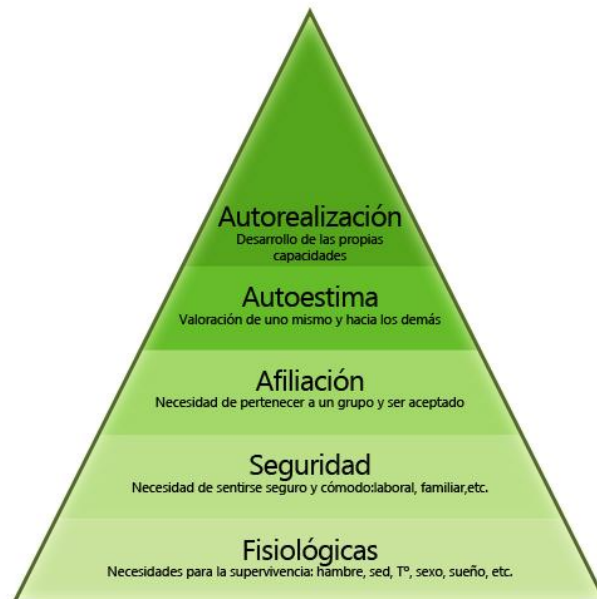 Autorealización
Desarrollo de las propias
capacidades
Autoestima
Valoración de uno mismo y hacia los demás
Afiliación
Necesidad de pertenecer a un grupo y ser aceptado
Seguridad
Necesidad de sentirse seguro y cómodo:laboral, familiar,etc.
Fisiológicas
Necesidades para la supervivencia: hambre, sed, Tº, sexo, sueño, etc.